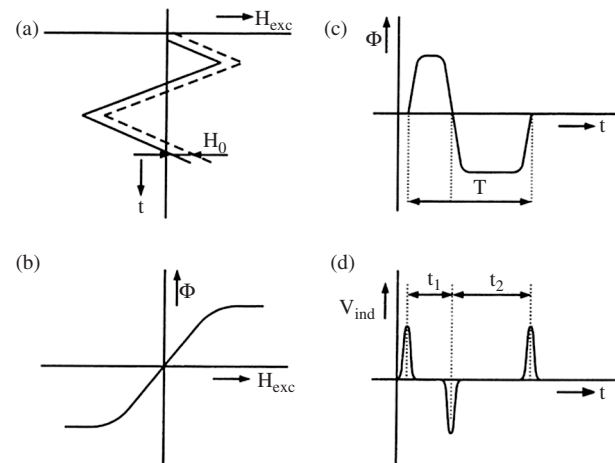 (a)
H_exc
H_0
t
(b)
Φ
H_exc
(c)
Φ
t
T
(d)
t_1
t_2
V_ind
t